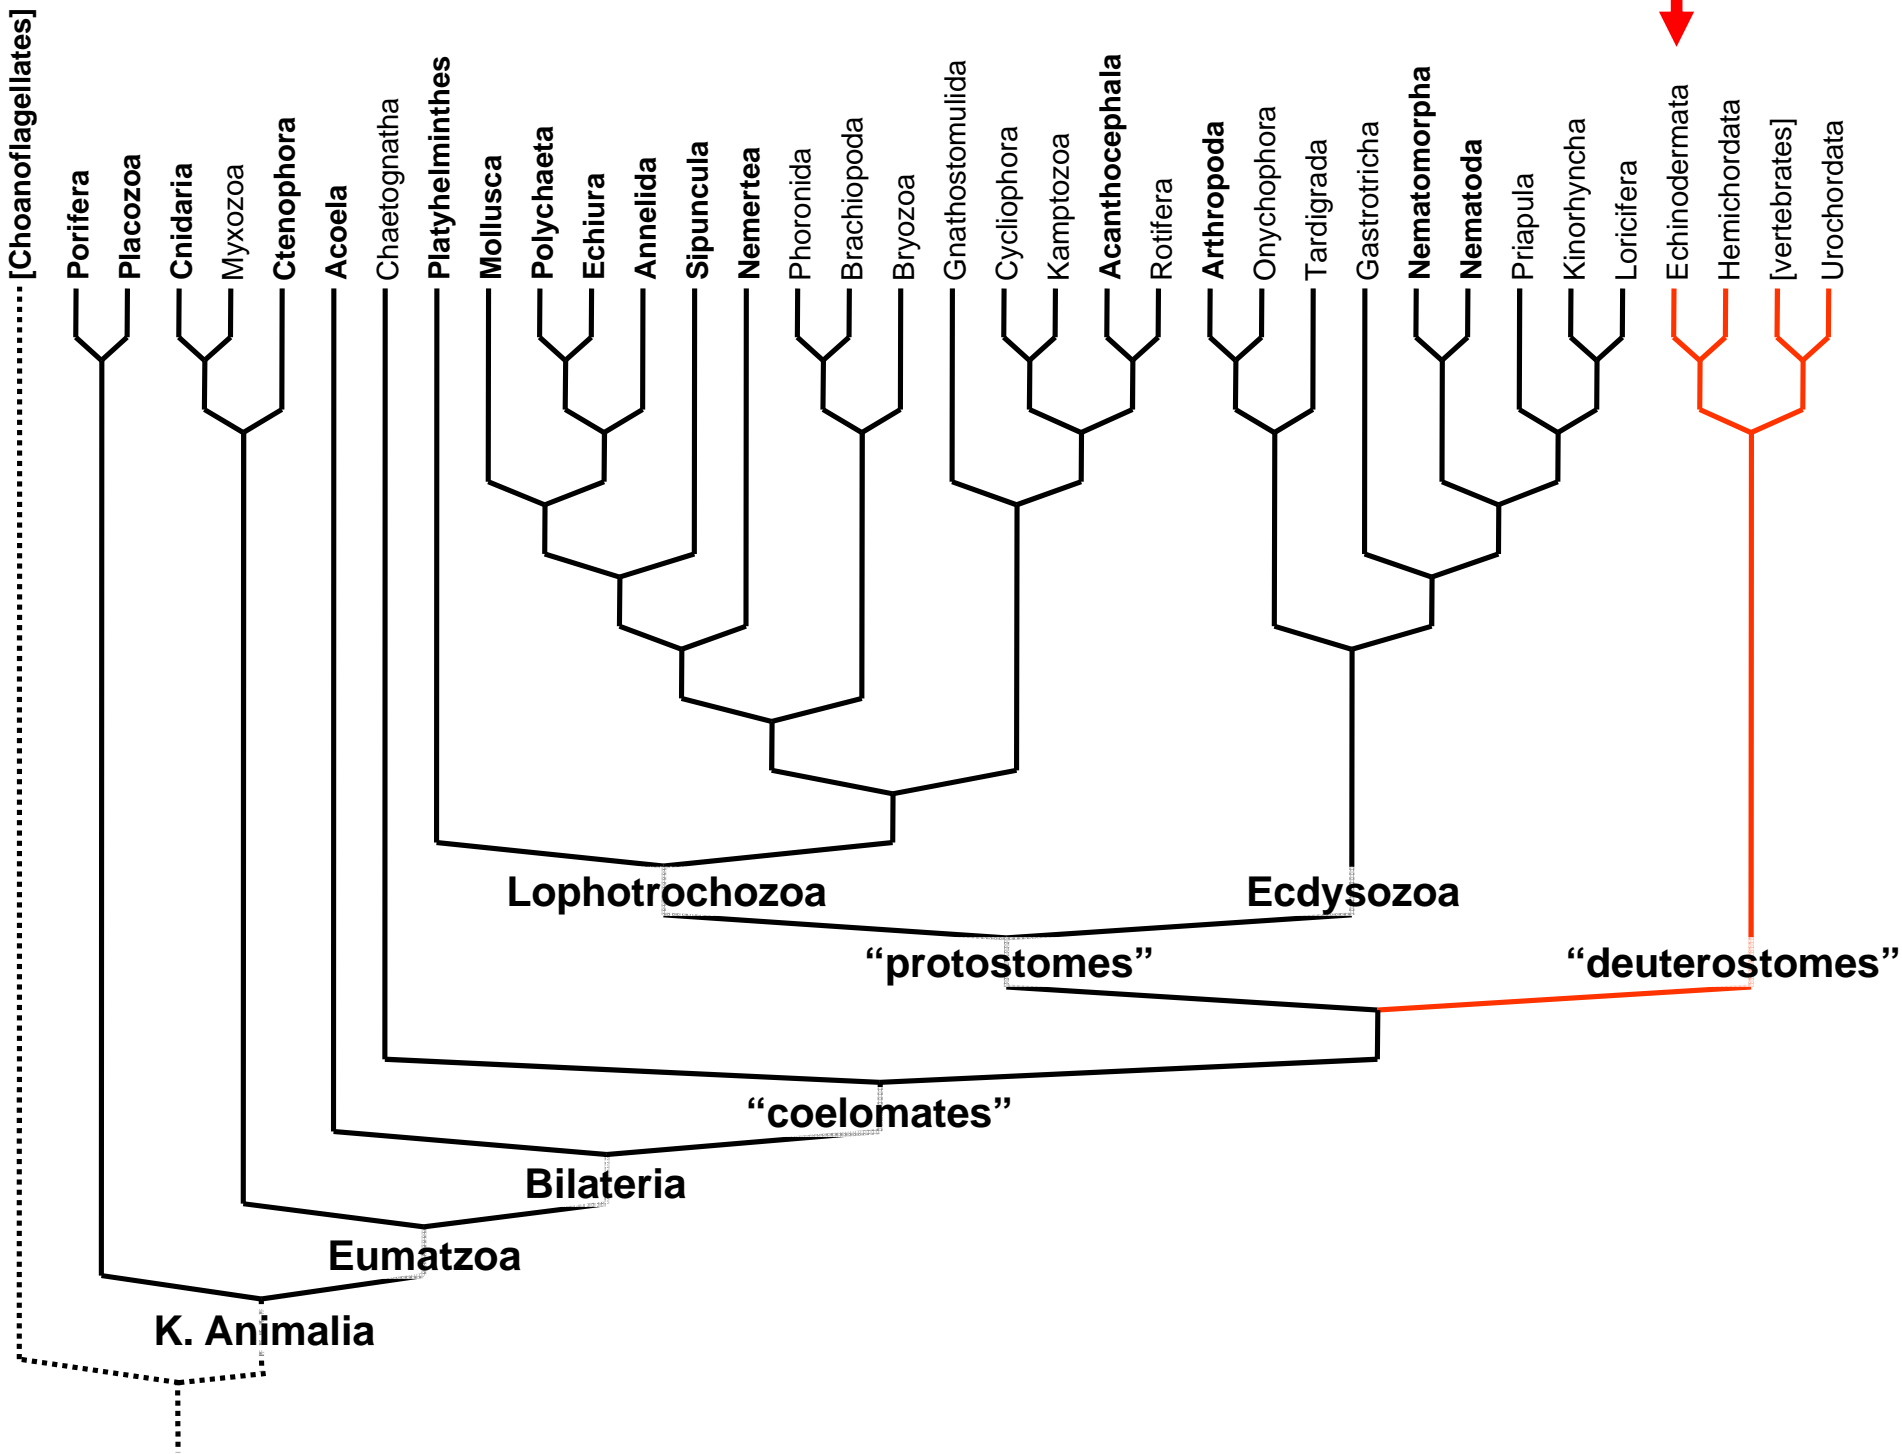 [Choanoflagellates]
Porifera
Placozoa
Cnidaria
Myxozoa
Ctenophora
Acoela
Chaetognatha
Platyhelminthes
Mollusca
Polychaeta
Echiura
Annelida
Sipuncula
Nemertea
Phoronida
Brachiopoda
Bryozoa
Gnathostomulida
Cycliophora
Kamptozoa
Acanthocephala
Rotifera
Arthropoda
Onychophora
Tardigrada
Gastrotricha
Nematomorpha
Nematoda
Priapula
Kinorhyncha
Loricifera
Echinodermata
Hemichordata
[vertebrates]
Urochordata
Lophotrochozoa
Ecdysozoa
“protostomes”
“deuterostomes”
“coelomates”
Bilateria
Eumatzoa
K. Animalia